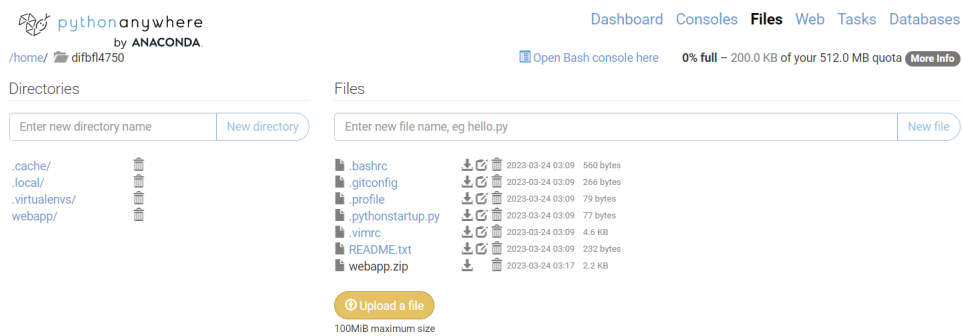 pythonanywhere
by ANACONDA.
Dashboard Consoles Files Web Tasks Databases
/home/ difbfl4750
Open Bash console here 0% full – 200.0 KB of your 512.0 MB quota More Info
Directories
Files
Enter new directory name New directory
Enter new file name, eg hello.py New file
.cache/
.local/
.virtualenvs/
webapp/
.bashrc 2023-03-24 03:09 560 bytes
.gitconfig 2023-03-24 03:09 266 bytes
.profile 2023-03-24 03:09 79 bytes
.pythonstartup.py 2023-03-24 03:09 77 bytes
.vimrc 2023-03-24 03:09 4.6 KB
README.txt 2023-03-24 03:09 232 bytes
webapp.zip 2023-03-24 03:17 2.2 KB
Upload a file
100MiB maximum size